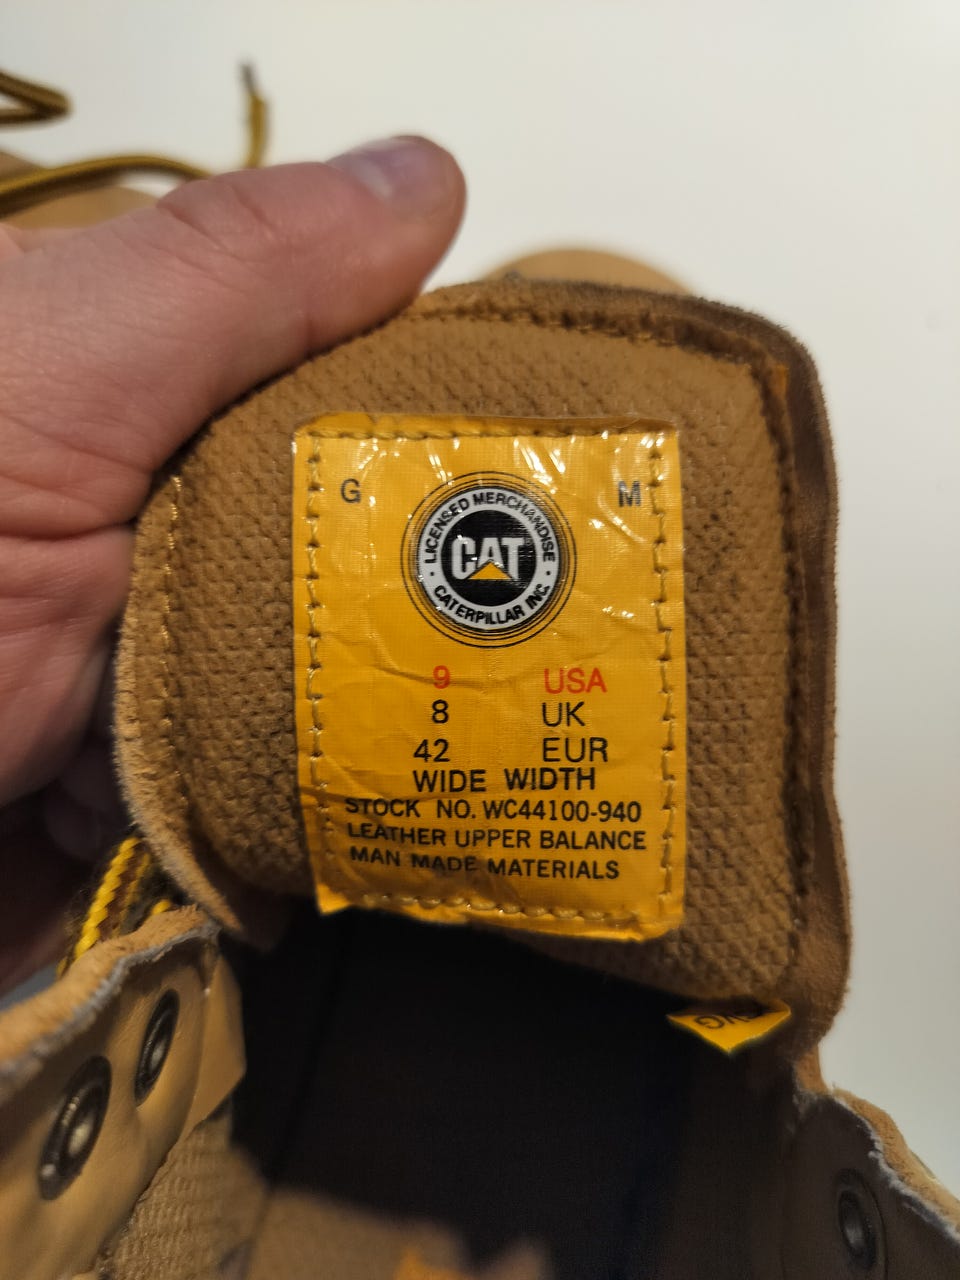 G M
LICENSED MERCHANDISE
CAT
CATERPILLAR INC.
9 USA
8 UK
42 EUR
WIDE WIDTH
STOCK NO. WC44100-940
LEATHER UPPER BALANCE
MAN MADE MATERIALS